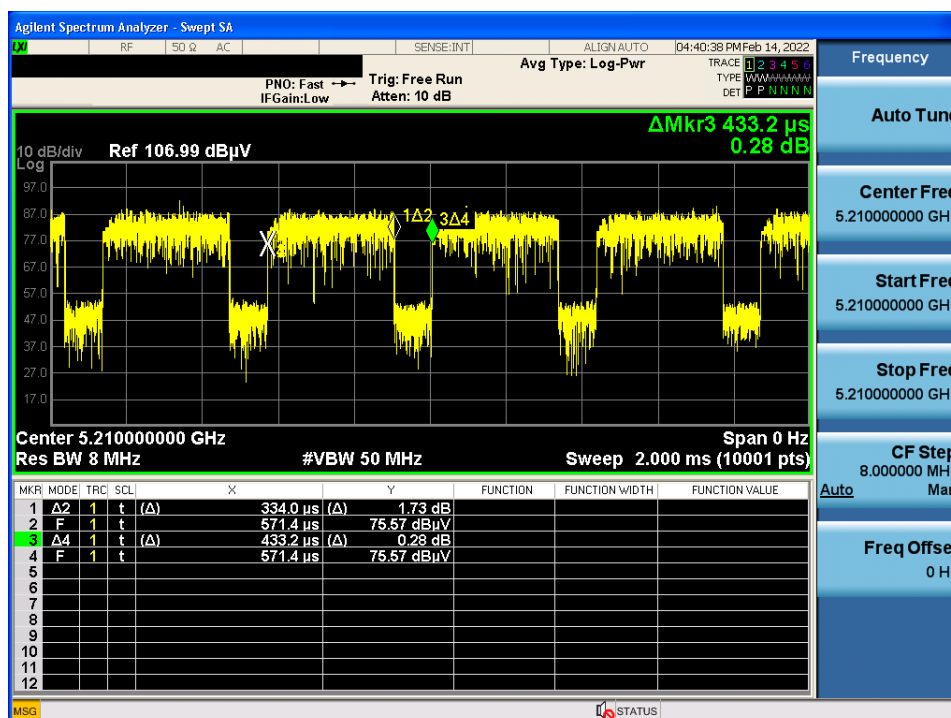 Agilent Spectrum Analyzer - Swept SA
LXI RF 50 Ω AC SENSE:INT ALIGN AUTO 04:40:38 PM Feb 14, 2022
Avg Type: Log-Pwr TRACE 1 2 3 4 5 6
PNO: Fast Trig: Free Run TYPE WWWWWW
IFGain:Low Atten: 10 dB DET P P N N N N
ΔMkr3 433.2 µs
0.28 dB
10 dB/div Ref 106.99 dBµV
Log
97.0
87.0
77.0
67.0
57.0
47.0
37.0
27.0
17.0
1Δ2 3Δ4
Center 5.210000000 GHz Span 0 Hz
Res BW 8 MHz #VBW 50 MHz Sweep 2.000 ms (10001 pts)
MKR MODE TRC SCL X Y FUNCTION FUNCTION WIDTH FUNCTION VALUE
1 Δ2 1 t (Δ) 334.0 µs (Δ) 1.73 dB
2 F 1 t 571.4 µs 75.57 dBµV
3 Δ4 1 t (Δ) 433.2 µs (Δ) 0.28 dB
4 F 1 t 571.4 µs 75.57 dBµV
5
6
7
8
9
10
11
12
MSG STATUS
Frequency
Auto Tun
Center Fre
5.210000000 GH
Start Fre
5.210000000 GH
Stop Fre
5.210000000 GH
CF Step
8.000000 MH
Auto Mar
Freq Offse
0 H